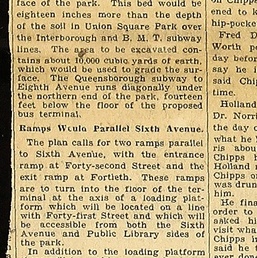 face of the park. This bed would be
eighteen inches more than the depth
of the soil in Union Square Park over
the Interborough and B. M. T. subway
lines. The area to be excavated con-
tains about 10,000 cubic yards of earth,
which would be used to grade the sur-
face. The Queensborough subway to
Eighth Avenue runs diagonally under
the northern end of the park, fourteen
feet below the floor of the proposed
bus terminal.
Ramps Wculd Parallel Sixth Avenue.
The plan calls for two ramps parallel
to Sixth Avenue, with the entrance
ramp at Forty-second Street and the
exit ramp at Fortieth. These ramps
are to run into the floor of the ter-
minal at the axis of a loading plat-
form which will be located on a line
with Forty-first Street and which will
be accessible from both the Sixth
Avenue and Public Library sides of
the park.
In addition to the loading platform
of Chipp
ened to
hip-pocke
Fred D
Worth po
day befor
say he i
said Chip
time.
Holland
Dr. Norri
the day o
what he t
ris about
Chipps h
Holland
Chipps o
was drun
him.
He fina
order to
asked hi
visit wha
Chipps
said he t